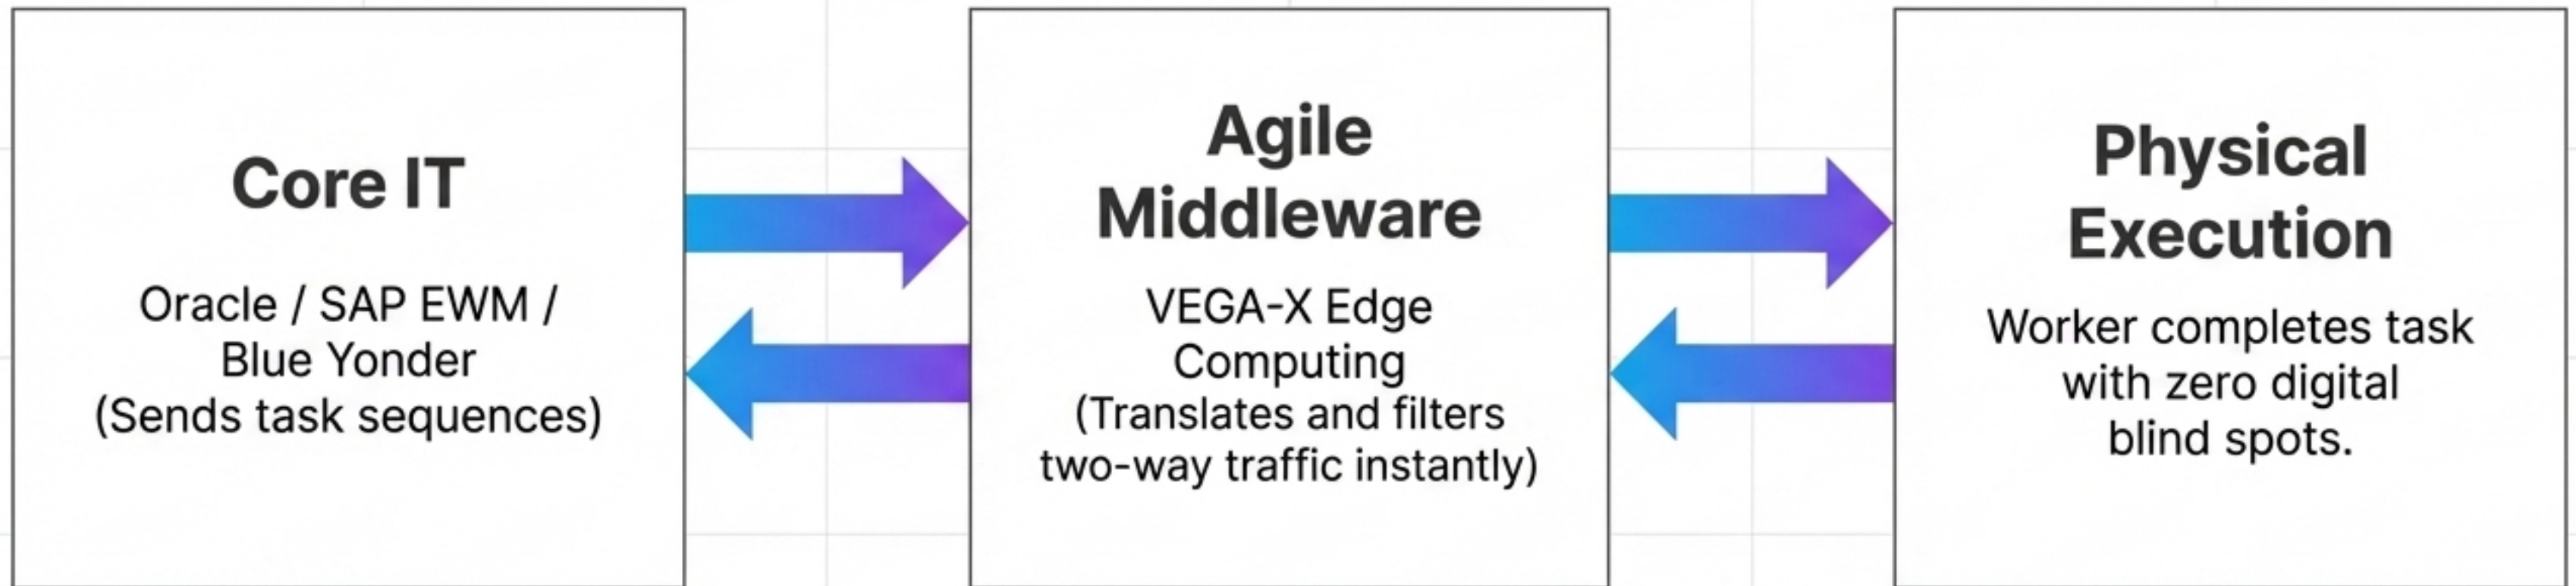 Core IT
Oracle / SAP EWM /
Blue Yonder
(Sends task sequences)
Agile
Middleware
VEGA-X Edge
Computing
(Translates and filters
two-way traffic instantly)
Physical
Execution
Worker completes task
with zero digital
blind spots.